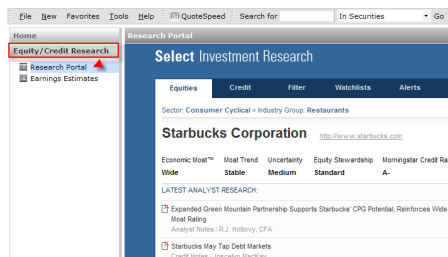 File New Favorites Tools Help QuoteSpeed Search for In Securities Go
Home
Research Portal
Equity/Credit Research
Research Portal
Earnings Estimates
Select Investment Research
Equities Credit Filter Watchlists Alerts
Sector: Consumer Cyclical > Industry Group: Restaurants
Starbucks Corporation http://www.starbucks.com
Economic Moat™ Moat Trend Uncertainty Equity Stewardship Morningstar Credit Ra
Wide Stable Medium Standard A-
LATEST ANALYST RESEARCH:
Expanded Green Mountain Partnership Supports Starbucks' CPG Potential, Reinforces Wide
Moat Rating
Analyst Notes | R.J. Hottovy, CFA
Starbucks May Tap Debt Markets
Credit Notes | Joscelyn MacKay